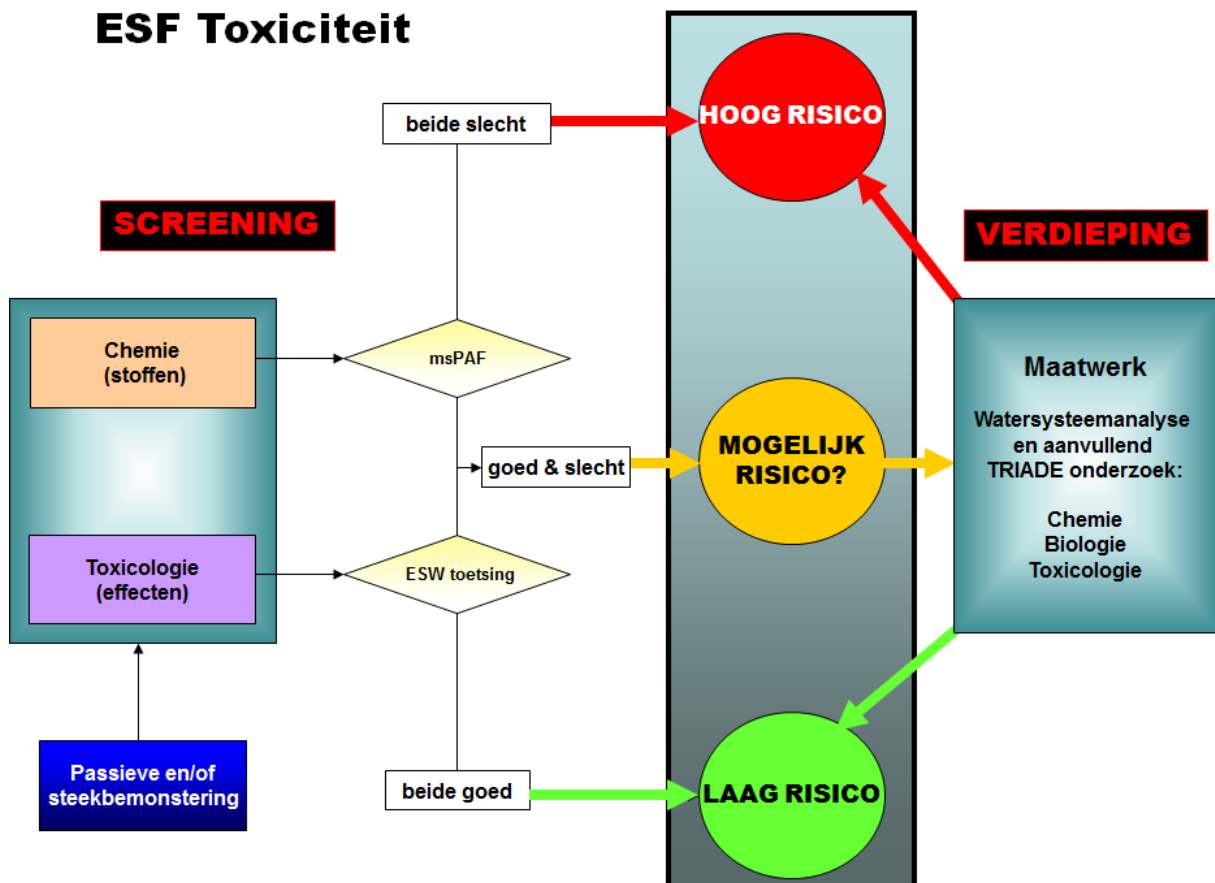 ESF Toxiciteit
SCREENING
Chemie
(stoffen)
Toxicologie
(effecten)
Passieve en/of
steekbemonstering
beide slecht
msPAF
goed & slecht
ESW toetsing
beide goed
HOOG RISICO
MOGELIJK
RISICO?
LAAG RISICO
VERDIEPING
Maatwerk
Watersysteemanalyse
en aanvullend
TRIADE onderzoek:
Chemie
Biologie
Toxicologie